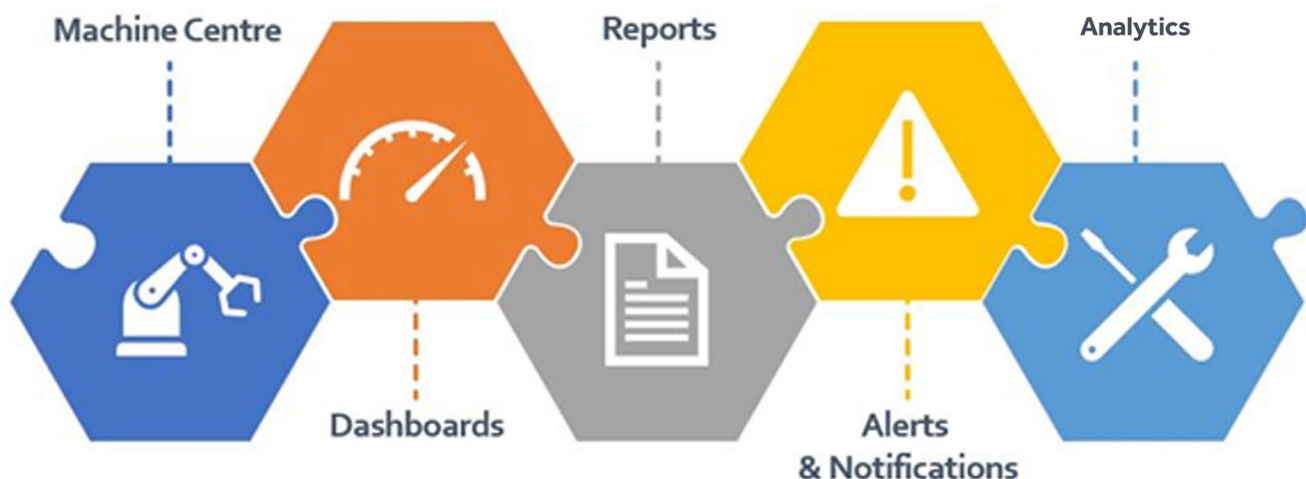 Machine Centre
Reports
Analytics
Dashboards
Alerts
& Notifications